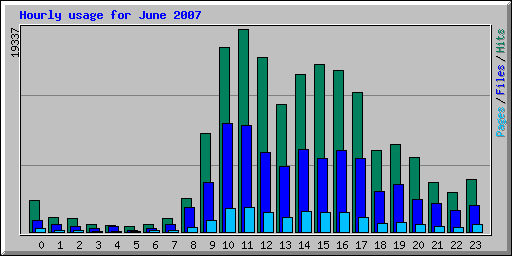 Hourly usage for June 2007
19337
Pages / Files / Hits
0 1 2 3 4 5 6 7 8 9 10 11 12 13 14 15 16 17 18 19 20 21 22 23